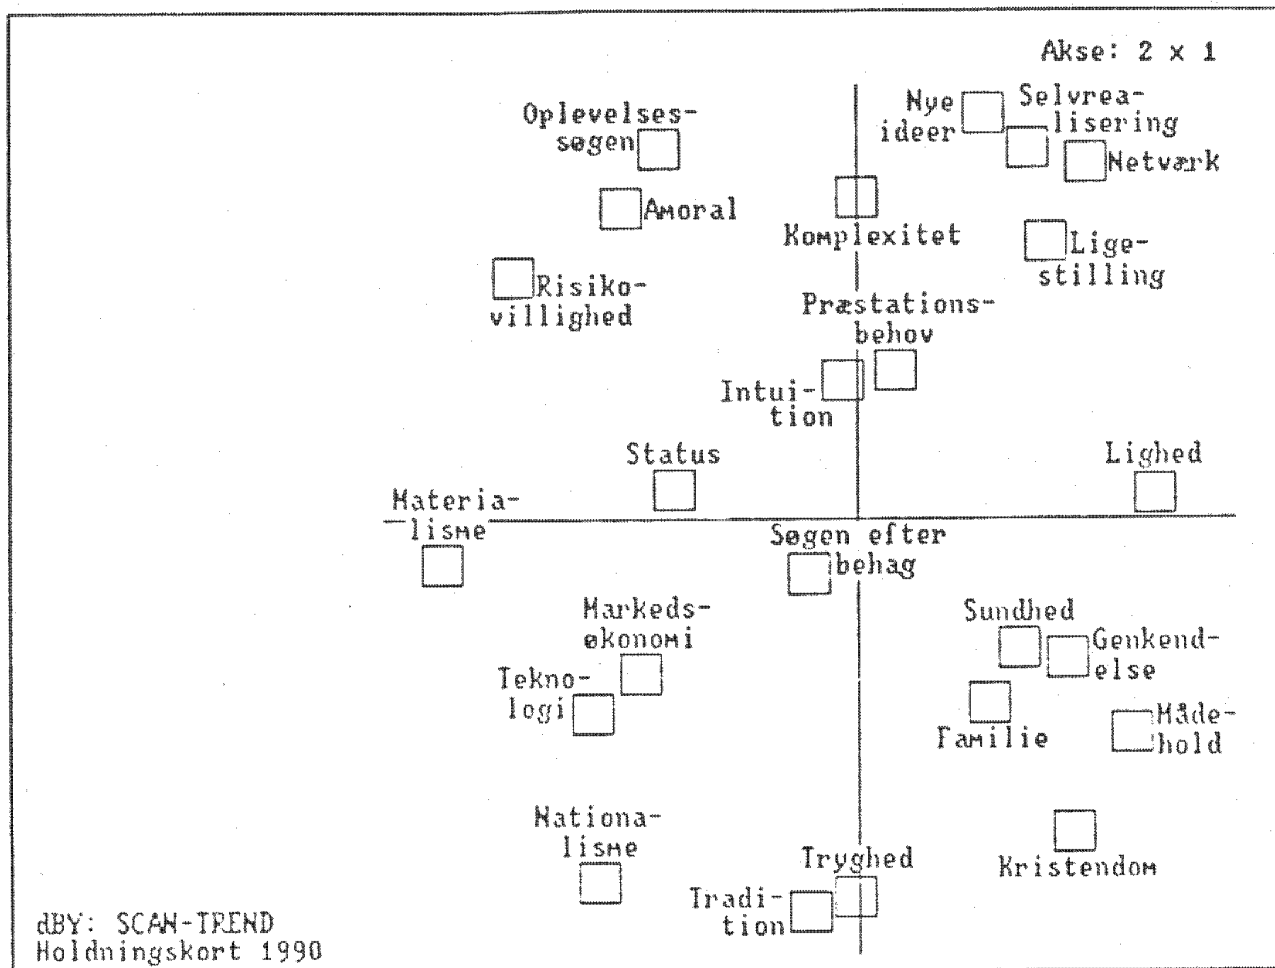 Akse: 2 x 1
Oplevelses-
søgen
Nye
ideer
Selvrea-
lisering
Netværk
Amoral
Komplexitet
Lige-
stilling
Risiko-
villighed
Præstations-
behov
Intui-
tion
Status
Lighed
Materia-
lisme
Søgen efter
behag
Markeds-
økonomi
Sundhed
Genkend-
else
Tekno-
logi
Familie
Måde-
hold
Nationa-
lisme
Tryghed
Kristendom
Tradi-
tion
dBY: SCAN-TREND
Holdningskort 1990